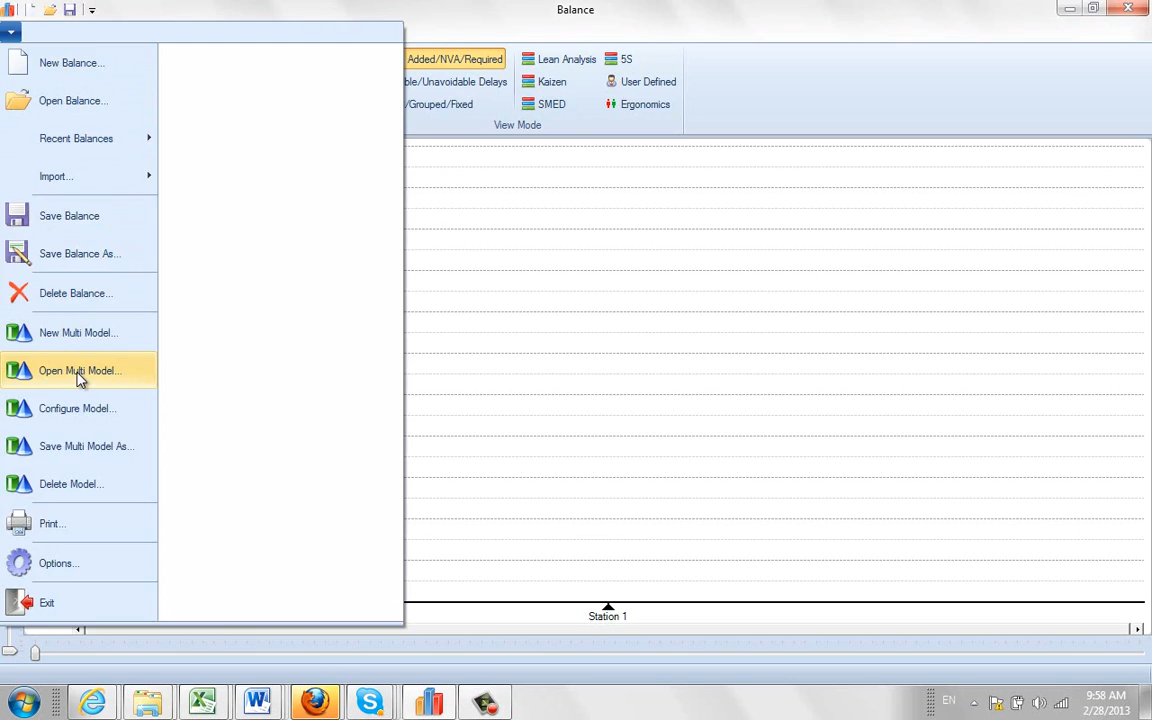 Balance
New Balance...
Open Balance...
Recent Balances
Import...
Save Balance
Save Balance As...
Delete Balance...
New Multi Model...
Open Multi Model...
Configure Model...
Save Multi Model As...
Delete Model...
Print...
Options...
Exit
Added/NVA/Required
ble/Unavoidable Delays
/Grouped/Fixed
Lean Analysis
Kaizen
SMED
5S
User Defined
Ergonomics
View Mode
Station 1
EN
9:58 AM
2/28/2013